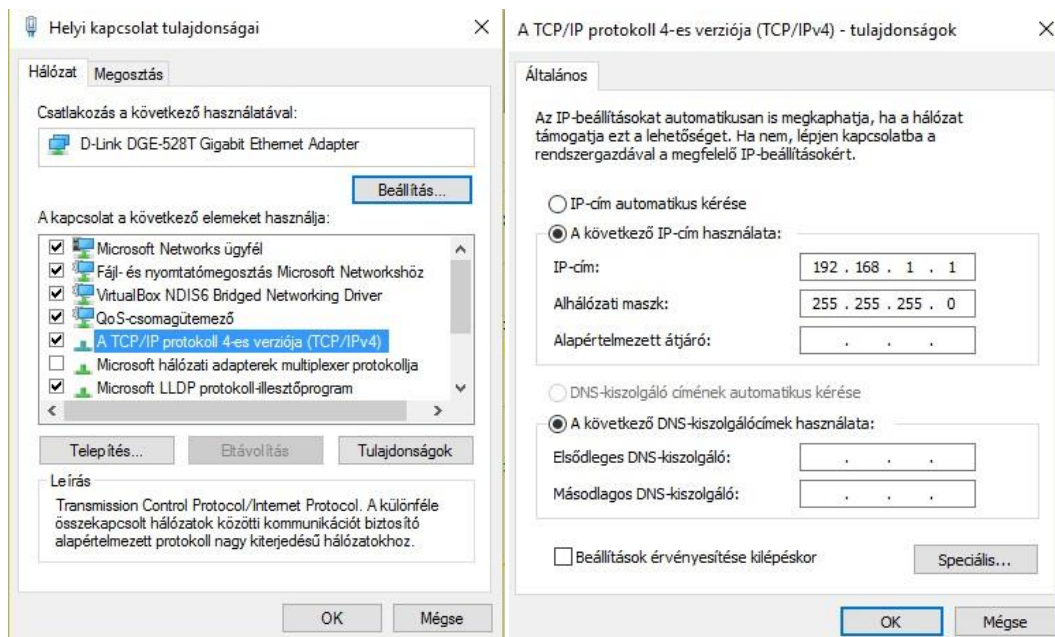 Helyi kapcsolat tulajdonságai
Hálózat
Megosztás
Csatlakozás a következő használatával:
D-Link DGE-528T Gigabit Ethernet Adapter
Beállítás...
A kapcsolat a következő elemeket használja:
Microsoft Networks ügyfél
Fájl- és nyomtatómegosztás Microsoft Networkshöz
VirtualBox NDIS6 Bridged Networking Driver
QoS-csomagütemező
A TCP/IP protokoll 4-es verziója (TCP/IPv4)
Microsoft hálózati adapterek multiplexer protokollja
Microsoft LLDP protokoll-illesztőprogram
Telepítés...
Eltávolítás
Tulajdonságok
Leírás
Transmission Control Protocol/Internet Protocol. A különféle
összekapcsolt hálózatok közötti kommunikációt biztosító
alapértelmezett protokoll nagy kiterjedésű hálózatokhoz.
OK
Mégse
A TCP/IP protokoll 4-es verziója (TCP/IPv4) - tulajdonságok
Általános
Az IP-beállításokat automatikusan is megkaphatja, ha a hálózat
támogatja ezt a lehetőséget. Ha nem, lépjen kapcsolatba a
rendszergazdával a megfelelő IP-beállításokért.
IP-cím automatikus kérése
A következő IP-cím használata:
IP-cím: 192 . 168 . 1 . 1
Alhálózati maszk: 255 . 255 . 255 . 0
Alapértelmezett átjáró: . . .
DNS-kiszolgáló címének automatikus kérése
A következő DNS-kiszolgálócímek használata:
Elsődleges DNS-kiszolgáló: . . .
Másodlagos DNS-kiszolgáló: . . .
Beállítások érvényesítése kilépéskor
Speciális...
OK
Mégse